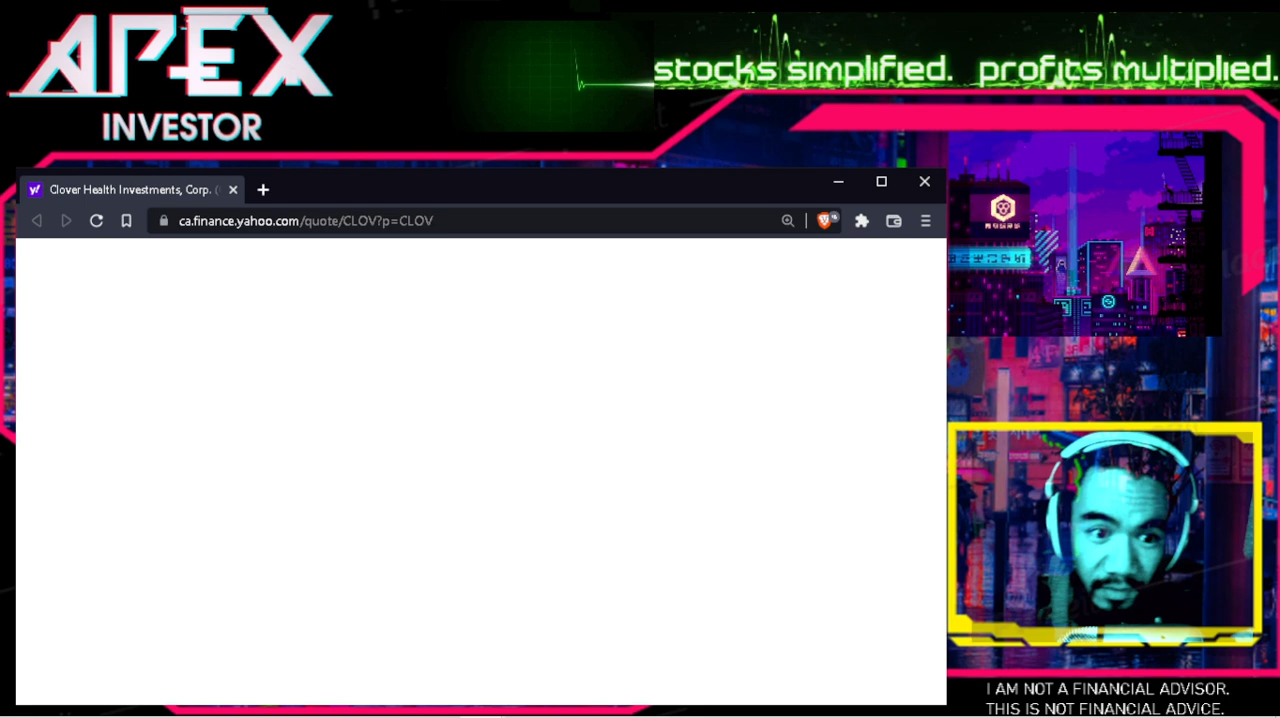 APEX
INVESTOR
stocks simplified. profits multiplied.
Clover Health Investments, Corp. (
ca.finance.yahoo.com/quote/CLOV?p=CLOV
I AM NOT A FINANCIAL ADVISOR.
THIS IS NOT FINANCIAL ADVICE.